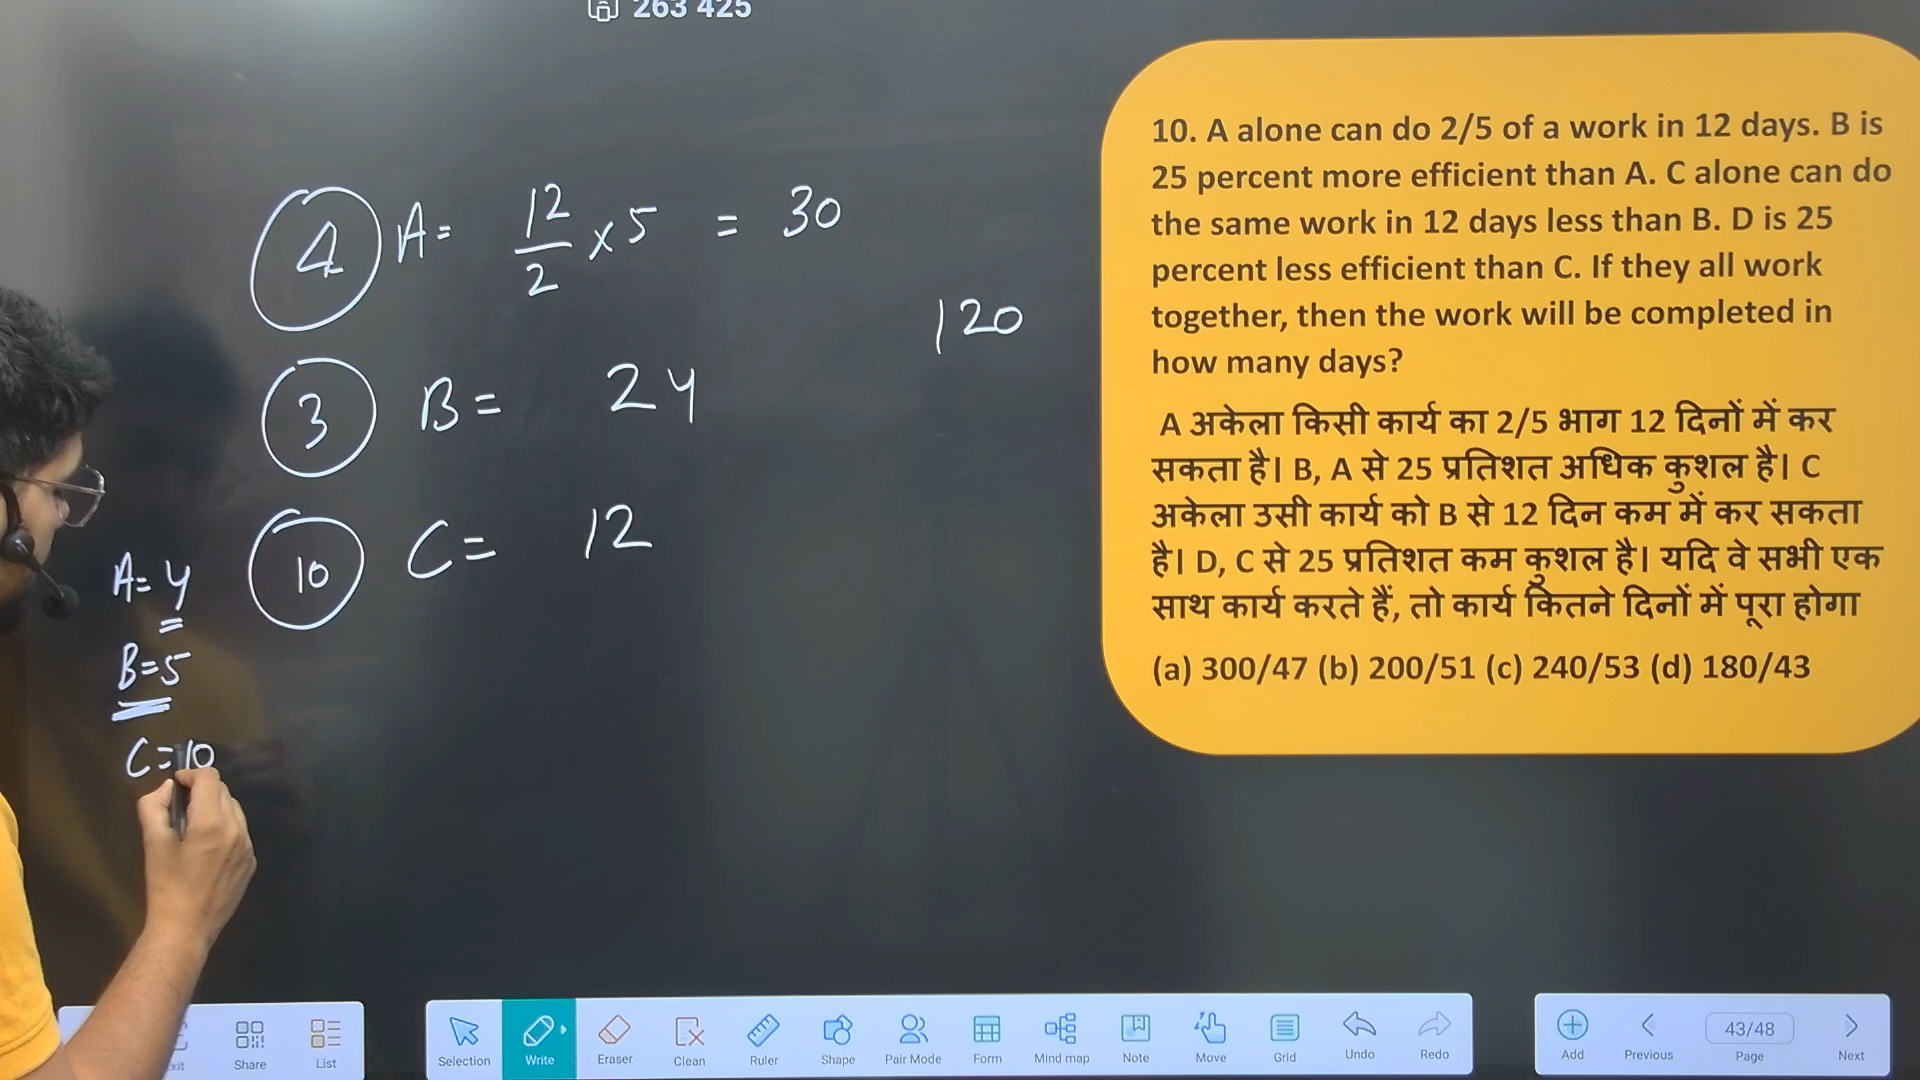 263 425
4 A= 12/2 x 5 = 30
120
3 B= 24
10 C= 12
A= 4
B=5
C=10
10. A alone can do 2/5 of a work in 12 days. B is
25 percent more efficient than A. C alone can do
the same work in 12 days less than B. D is 25
percent less efficient than C. If they all work
together, then the work will be completed in
how many days?
A अकेला किसी कार्य का 2/5 भाग 12 दिनों में कर
सकता है। B, A से 25 प्रतिशत अधिक कुशल है। C
अकेला उसी कार्य को B से 12 दिन कम में कर सकता
है। D, C से 25 प्रतिशत कम कुशल है। यदि वे सभी एक
साथ कार्य करते हैं, तो कार्य कितने दिनों में पूरा होगा
(a) 300/47 (b) 200/51 (c) 240/53 (d) 180/43
Share List
Selection Write Eraser Clean Ruler Shape Pair Mode Form Mind map Note Move Grid Undo Redo
43/48
Add Previous Page Next